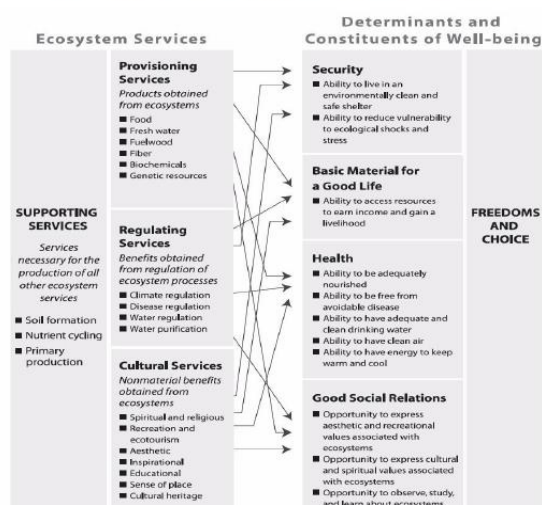 Ecosystem Services
Determinants and
Constituents of Well-being
SUPPORTING
SERVICES
Services
necessary for the
production of all
other ecosystem
services
■ Soil formation
■ Nutrient cycling
■ Primary
production
Provisioning
Services
Products obtained
from ecosystems
■ Food
■ Fresh water
■ Fuelwood
■ Fiber
■ Biochemicals
■ Genetic resources
Regulating
Services
Benefits obtained
from regulation of
ecosystem processes
■ Climate regulation
■ Disease regulation
■ Water regulation
■ Water purification
Cultural Services
Nonmaterial benefits
obtained from
ecosystems
■ Spiritual and religious
■ Recreation and
ecotourism
■ Aesthetic
■ Inspirational
■ Educational
■ Sense of place
■ Cultural heritage
Security
■ Ability to live in an
environmentally clean and
safe shelter
■ Ability to reduce vulnerability
to ecological shocks and
stress
Basic Material for
a Good Life
■ Ability to access resources
to earn income and gain a
livelihood
Health
■ Ability to be adequately
nourished
■ Ability to be free from
avoidable disease
■ Ability to have adequate and
clean drinking water
■ Ability to have clean air
■ Ability to have energy to keep
warm and cool
Good Social Relations
■ Opportunity to express
aesthetic and recreational
values associated with
ecosystems
■ Opportunity to express cultural
and spiritual values associated
with ecosystems
■ Opportunity to observe, study,
and learn about ecosystems
FREEDOMS
AND
CHOICE